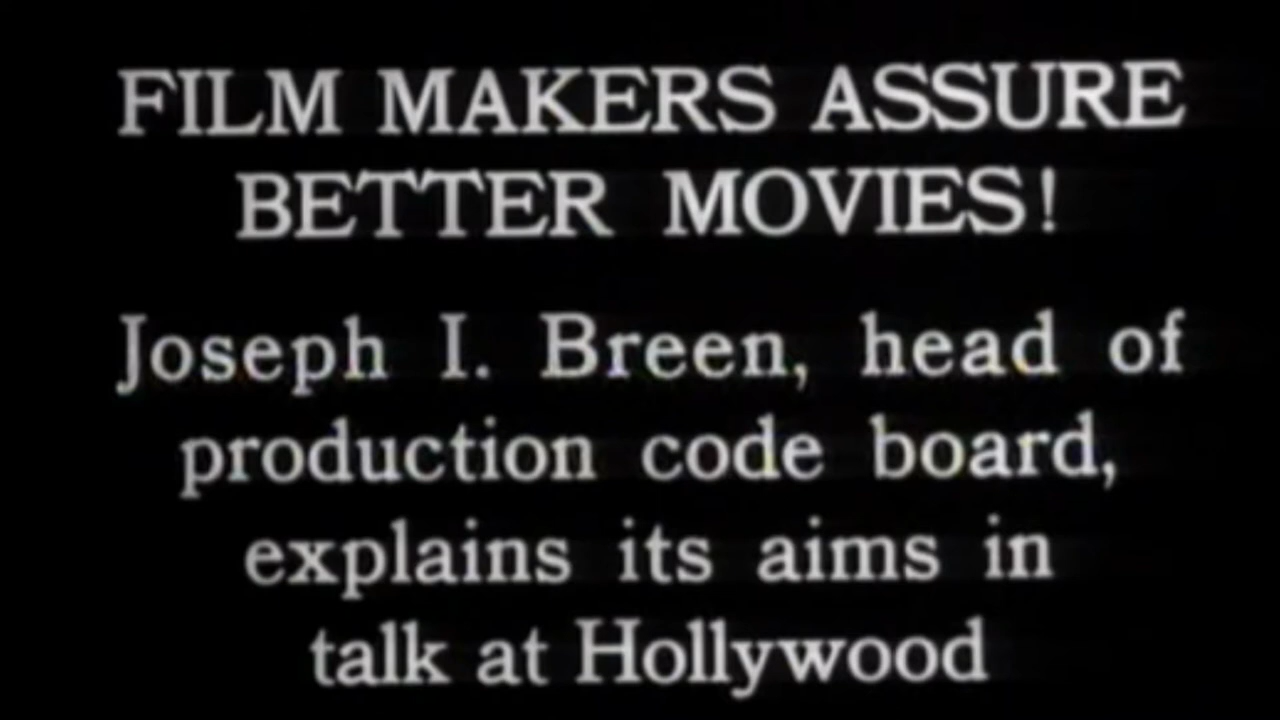 FILM MAKERS ASSURE
BETTER MOVIES!
Joseph I. Breen, head of
production code board,
explains its aims in
talk at Hollywood